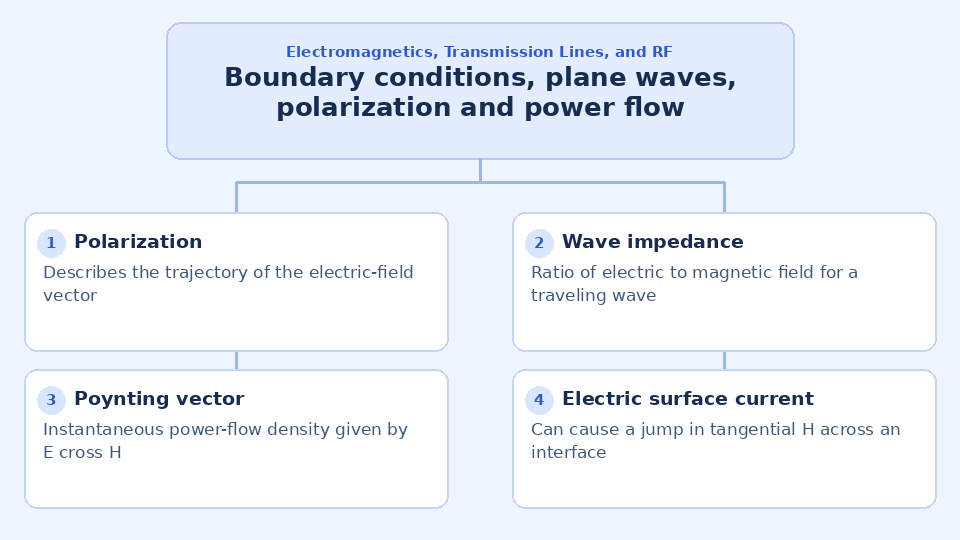 Electromagnetics, Transmission Lines, and RF
Boundary conditions, plane waves,
polarization and power flow
1 Polarization
Describes the trajectory of the electric-field
vector
2 Wave impedance
Ratio of electric to magnetic field for a
traveling wave
3 Poynting vector
Instantaneous power-flow density given by
E cross H
4 Electric surface current
Can cause a jump in tangential H across an
interface